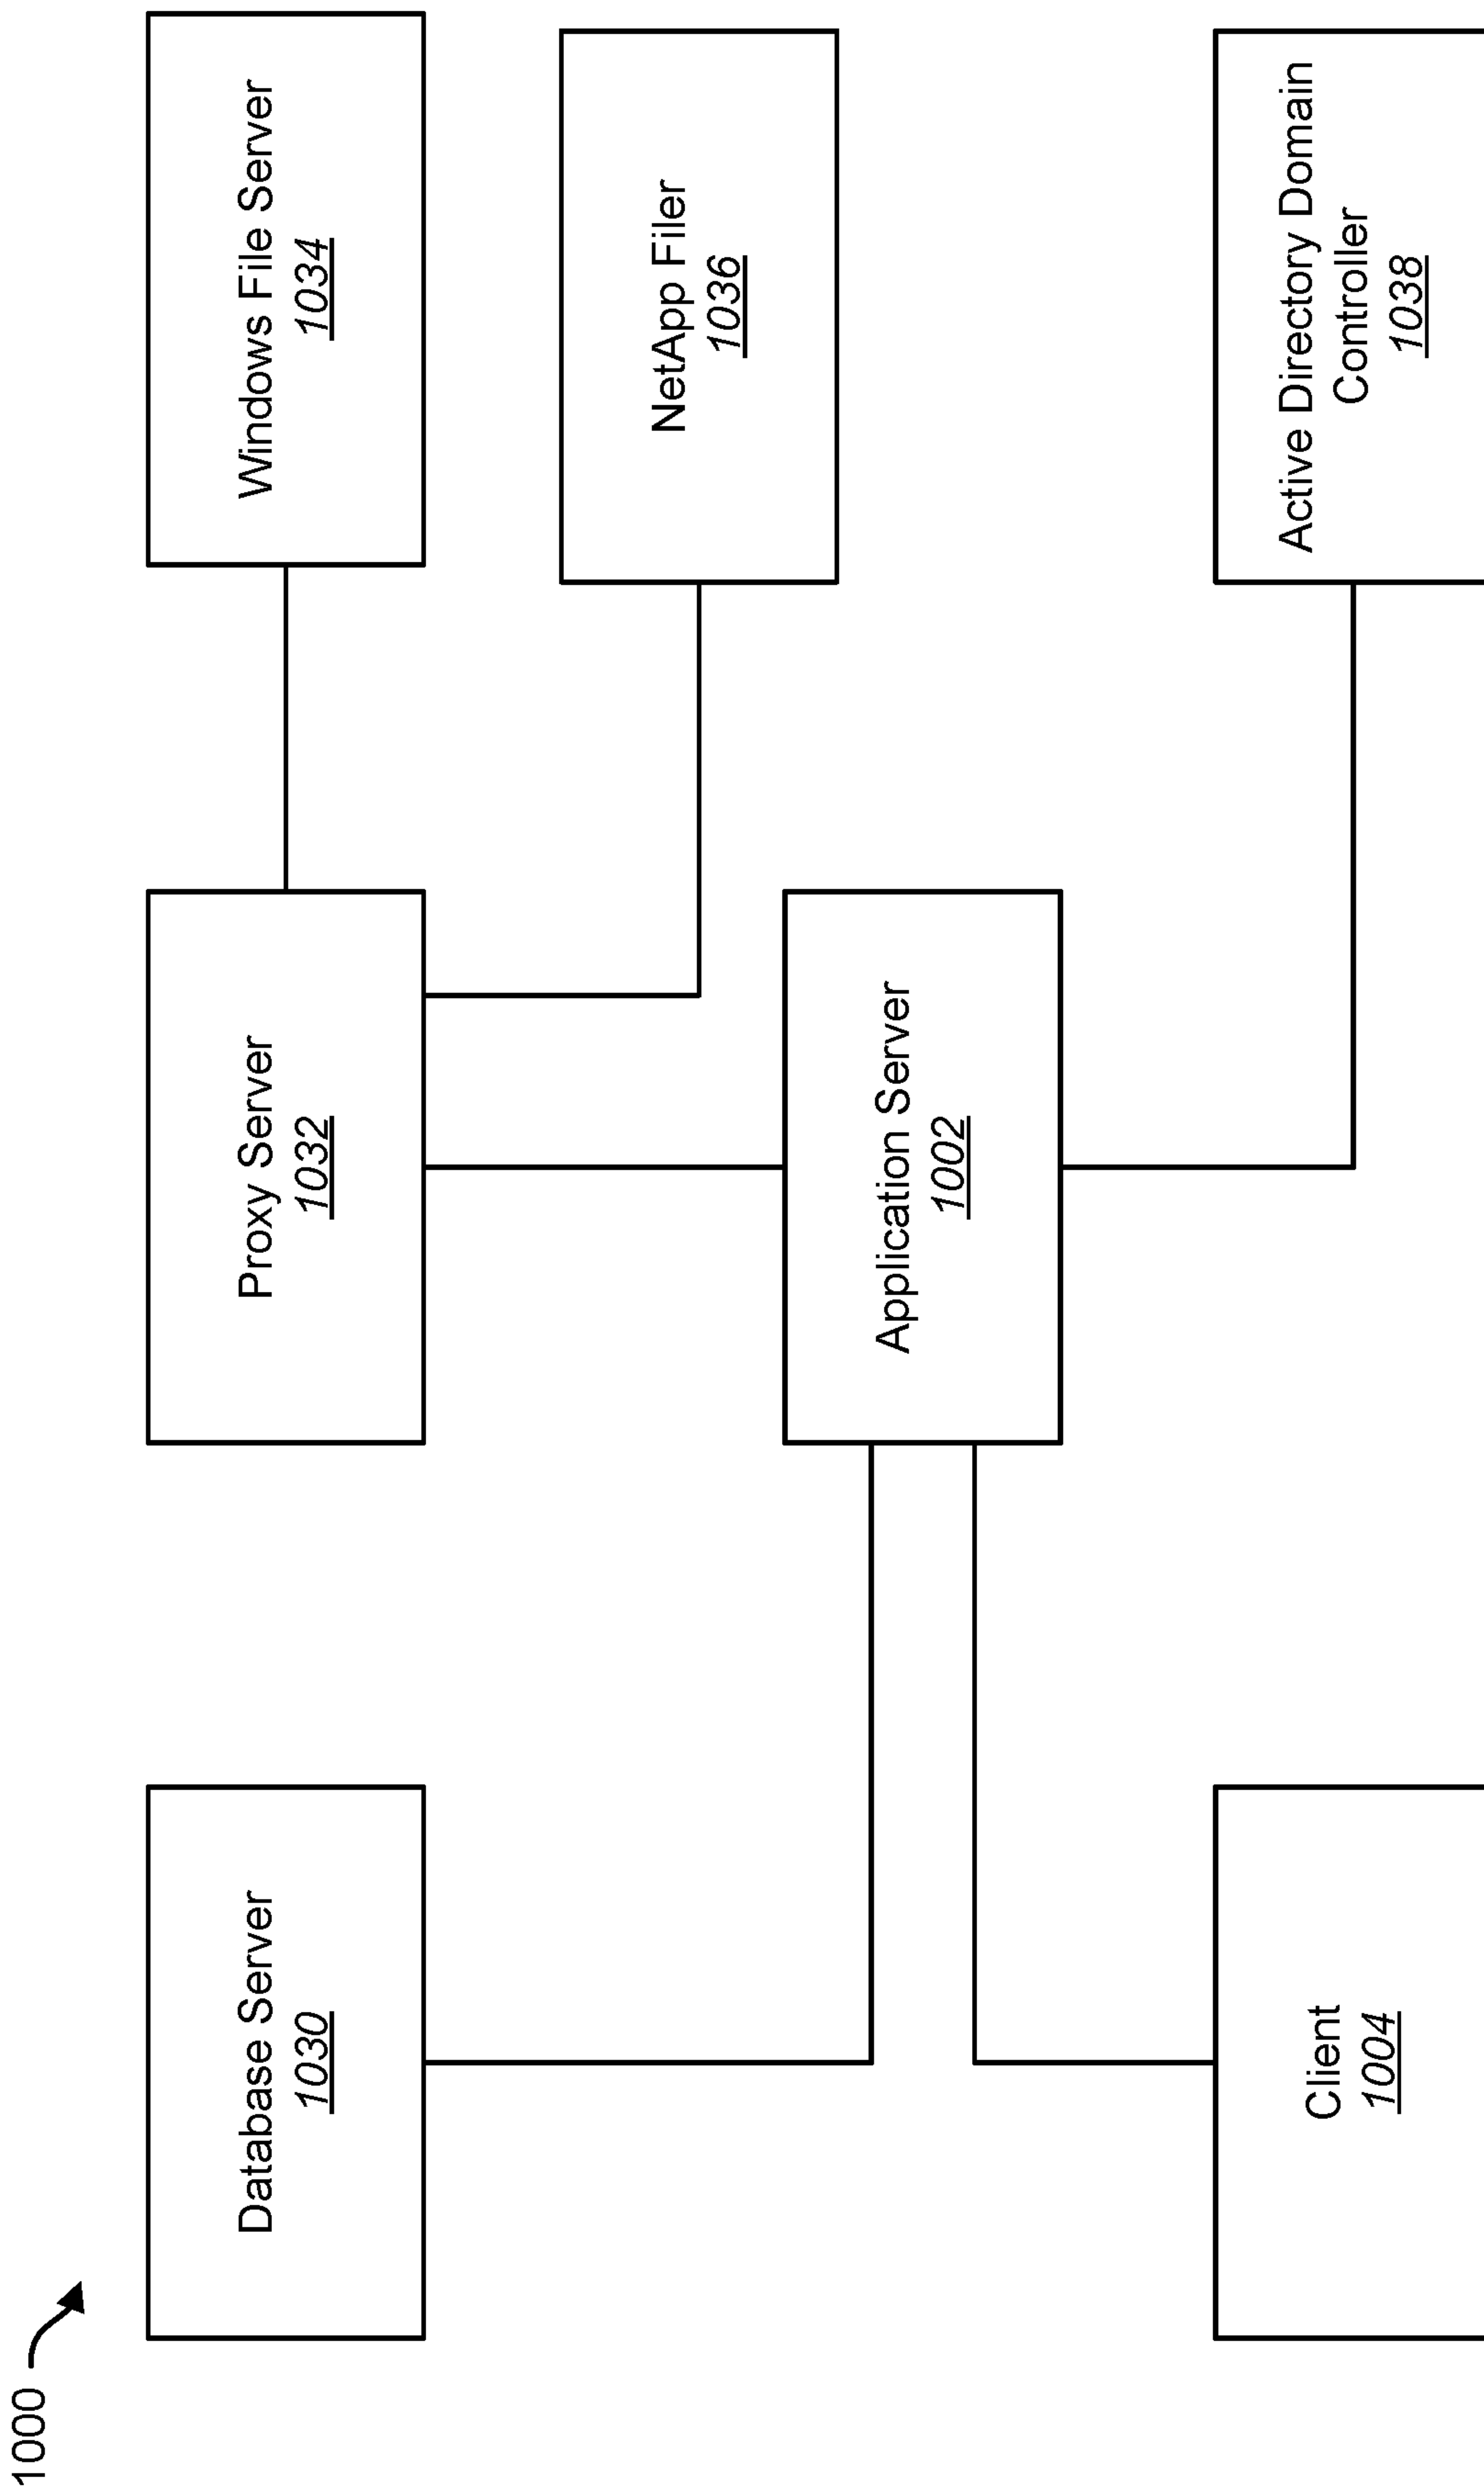 1000
Database Server
1030
Proxy Server
1032
Windows File Server
1034
NetApp Filer
1036
Application Server
1002
Client
1004
Active Directory Domain
Controller
1038